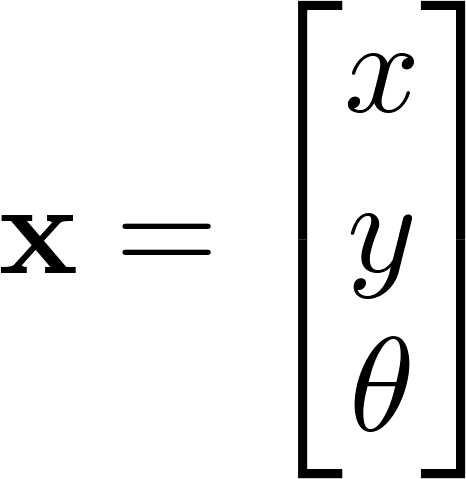 𝐱 = [ x
y
θ ]